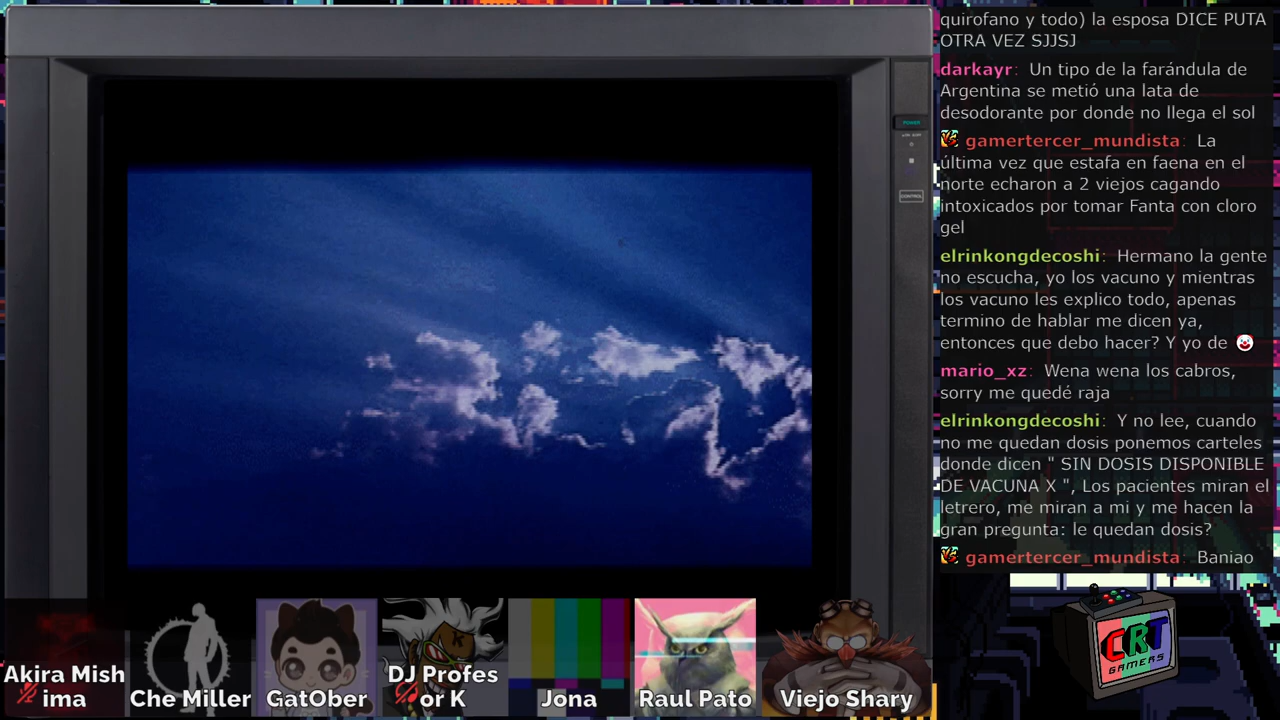 quirofano y todo) la esposa DICE PUTA
OTRA VEZ SJJSJ
darkayr: Un tipo de la farándula de
Argentina se metió una lata de
desodorante por donde no llega el sol
gamertercer_mundista: La
última vez que estafa en faena en el
norte echaron a 2 viejos cagando
intoxicados por tomar Fanta con cloro
gel
elrinkongdecoshi: Hermano la gente
no escucha, yo los vacuno y mientras
los vacuno les explico todo, apenas
termino de hablar me dicen ya,
entonces que debo hacer? Y yo de 🤡
mario_xz: Wena wena los cabros,
sorry me quedé raja
elrinkongdecoshi: Y no lee, cuando
no me quedan dosis ponemos carteles
donde dicen " SIN DOSIS DISPONIBLE
DE VACUNA X ", Los pacientes miran el
letrero, me miran a mi y me hacen la
gran pregunta: le quedan dosis?
gamertercer_mundista: Baniao
POWER
CONTROL
Akira Mish
ima
Che Miller
GatOber
DJ Profes
or K
Jona
Raul Pato
Viejo Shary
CRT
GAMERS